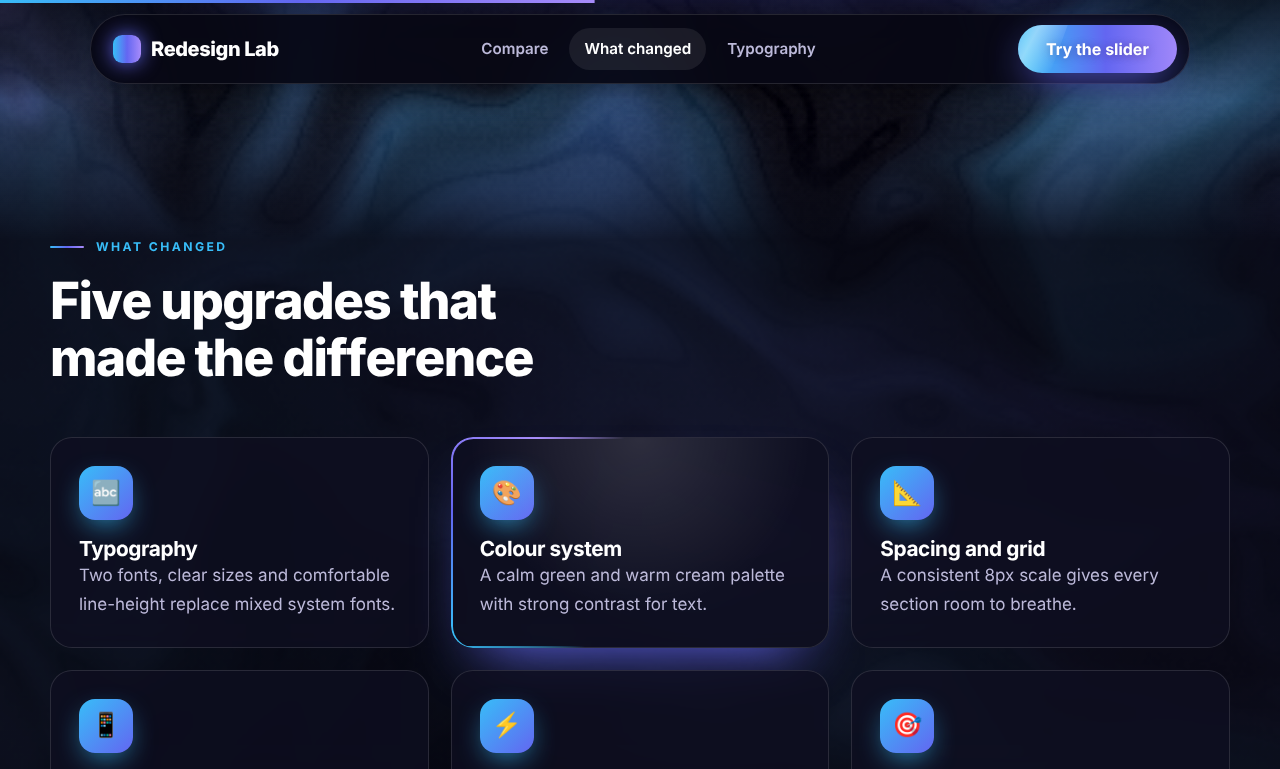 Redesign Lab
Compare
What changed
Typography
Try the slider
WHAT CHANGED
Five upgrades that
made the difference
abc
Typography
Two fonts, clear sizes and comfortable
line-height replace mixed system fonts.
Colour system
A calm green and warm cream palette
with strong contrast for text.
Spacing and grid
A consistent 8px scale gives every
section room to breathe.